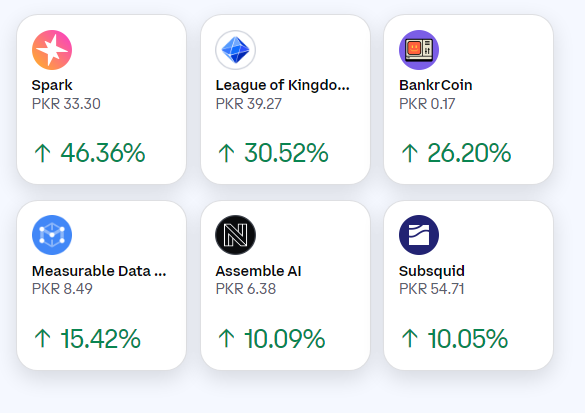 Spark
PKR 33.30
↑ 46.36%
League of Kingdo...
PKR 39.27
↑ 30.52%
BankrCoin
PKR 0.17
↑ 26.20%
Measurable Data ...
PKR 8.49
↑ 15.42%
Assemble AI
PKR 6.38
↑ 10.09%
Subsquid
PKR 54.71
↑ 10.05%